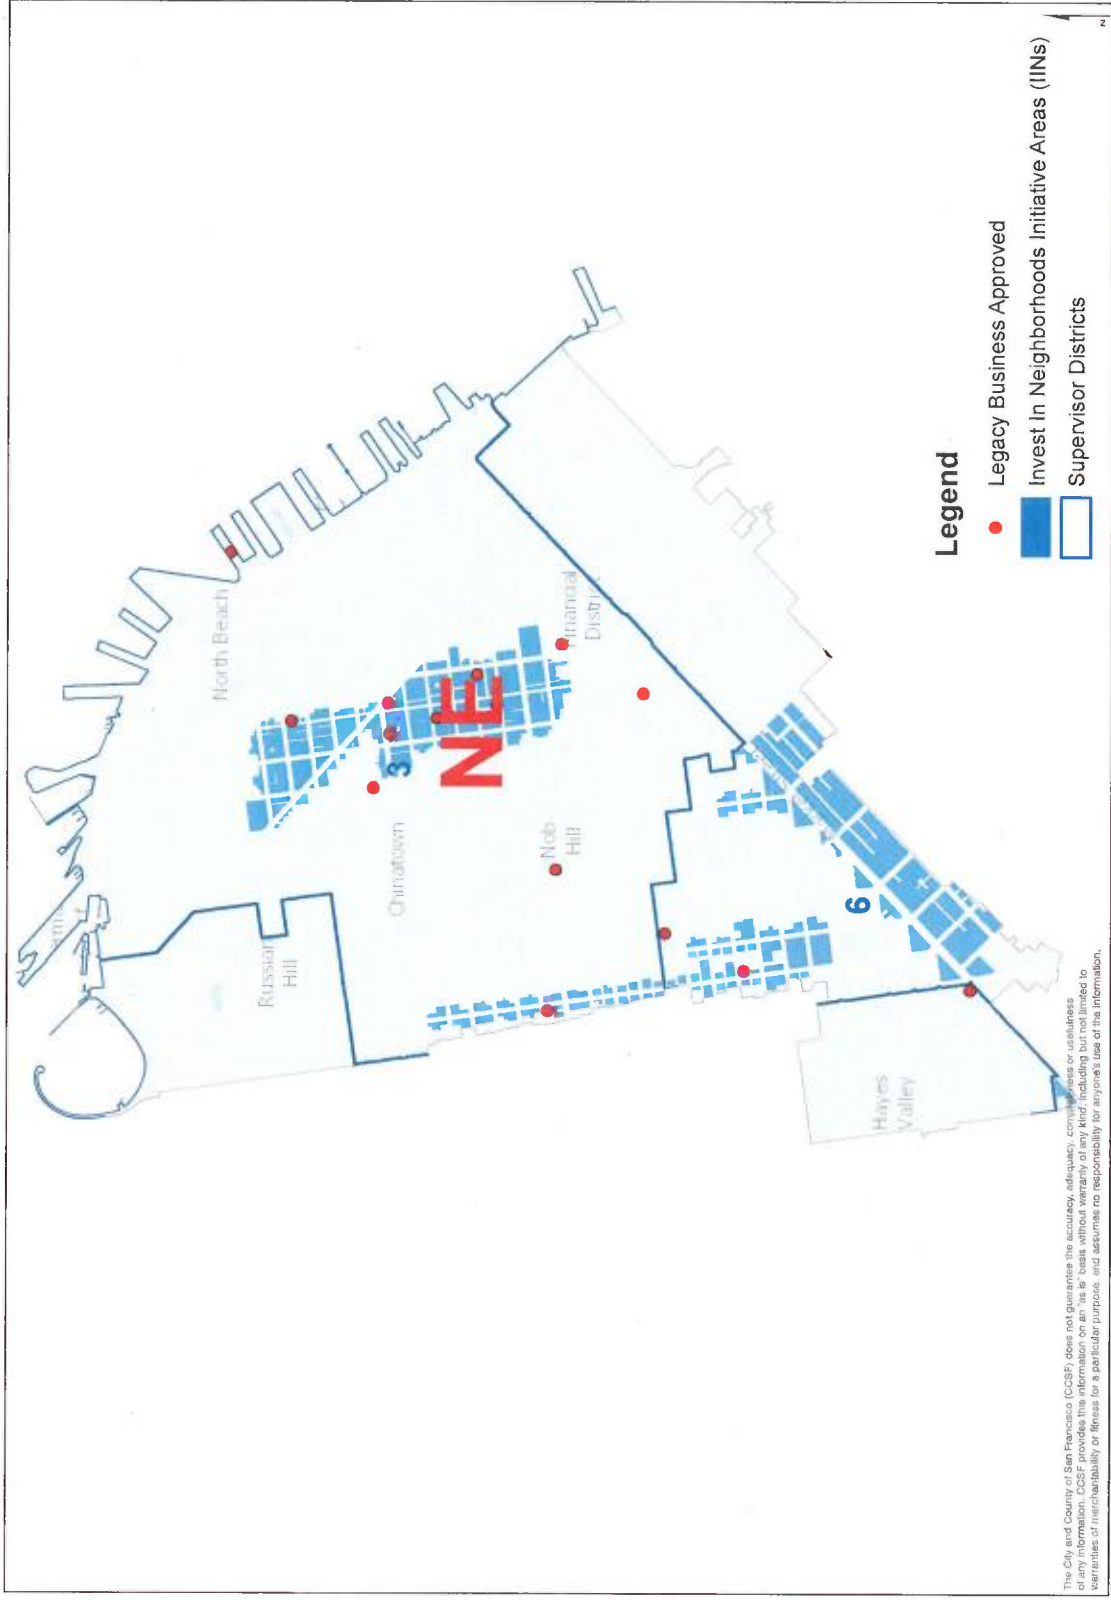 North Beach
Russian
Hill
Chinatown
3
NE
Nob
Hill
Financial
District
6
Hayes
Valley
Legend
Legacy Business Approved
Invest In Neighborhoods Initiative Areas (IINs)
Supervisor Districts
z
The City and County of San Francisco (CCSF) does not guarantee the accuracy, adequacy, completeness or usefulness
of any information. CCSF provides this information on an "as is" basis without warranty of any kind, including but not limited to
warranties of merchantability or fitness for a particular purpose, and assumes no responsibility for anyone's use of the information.